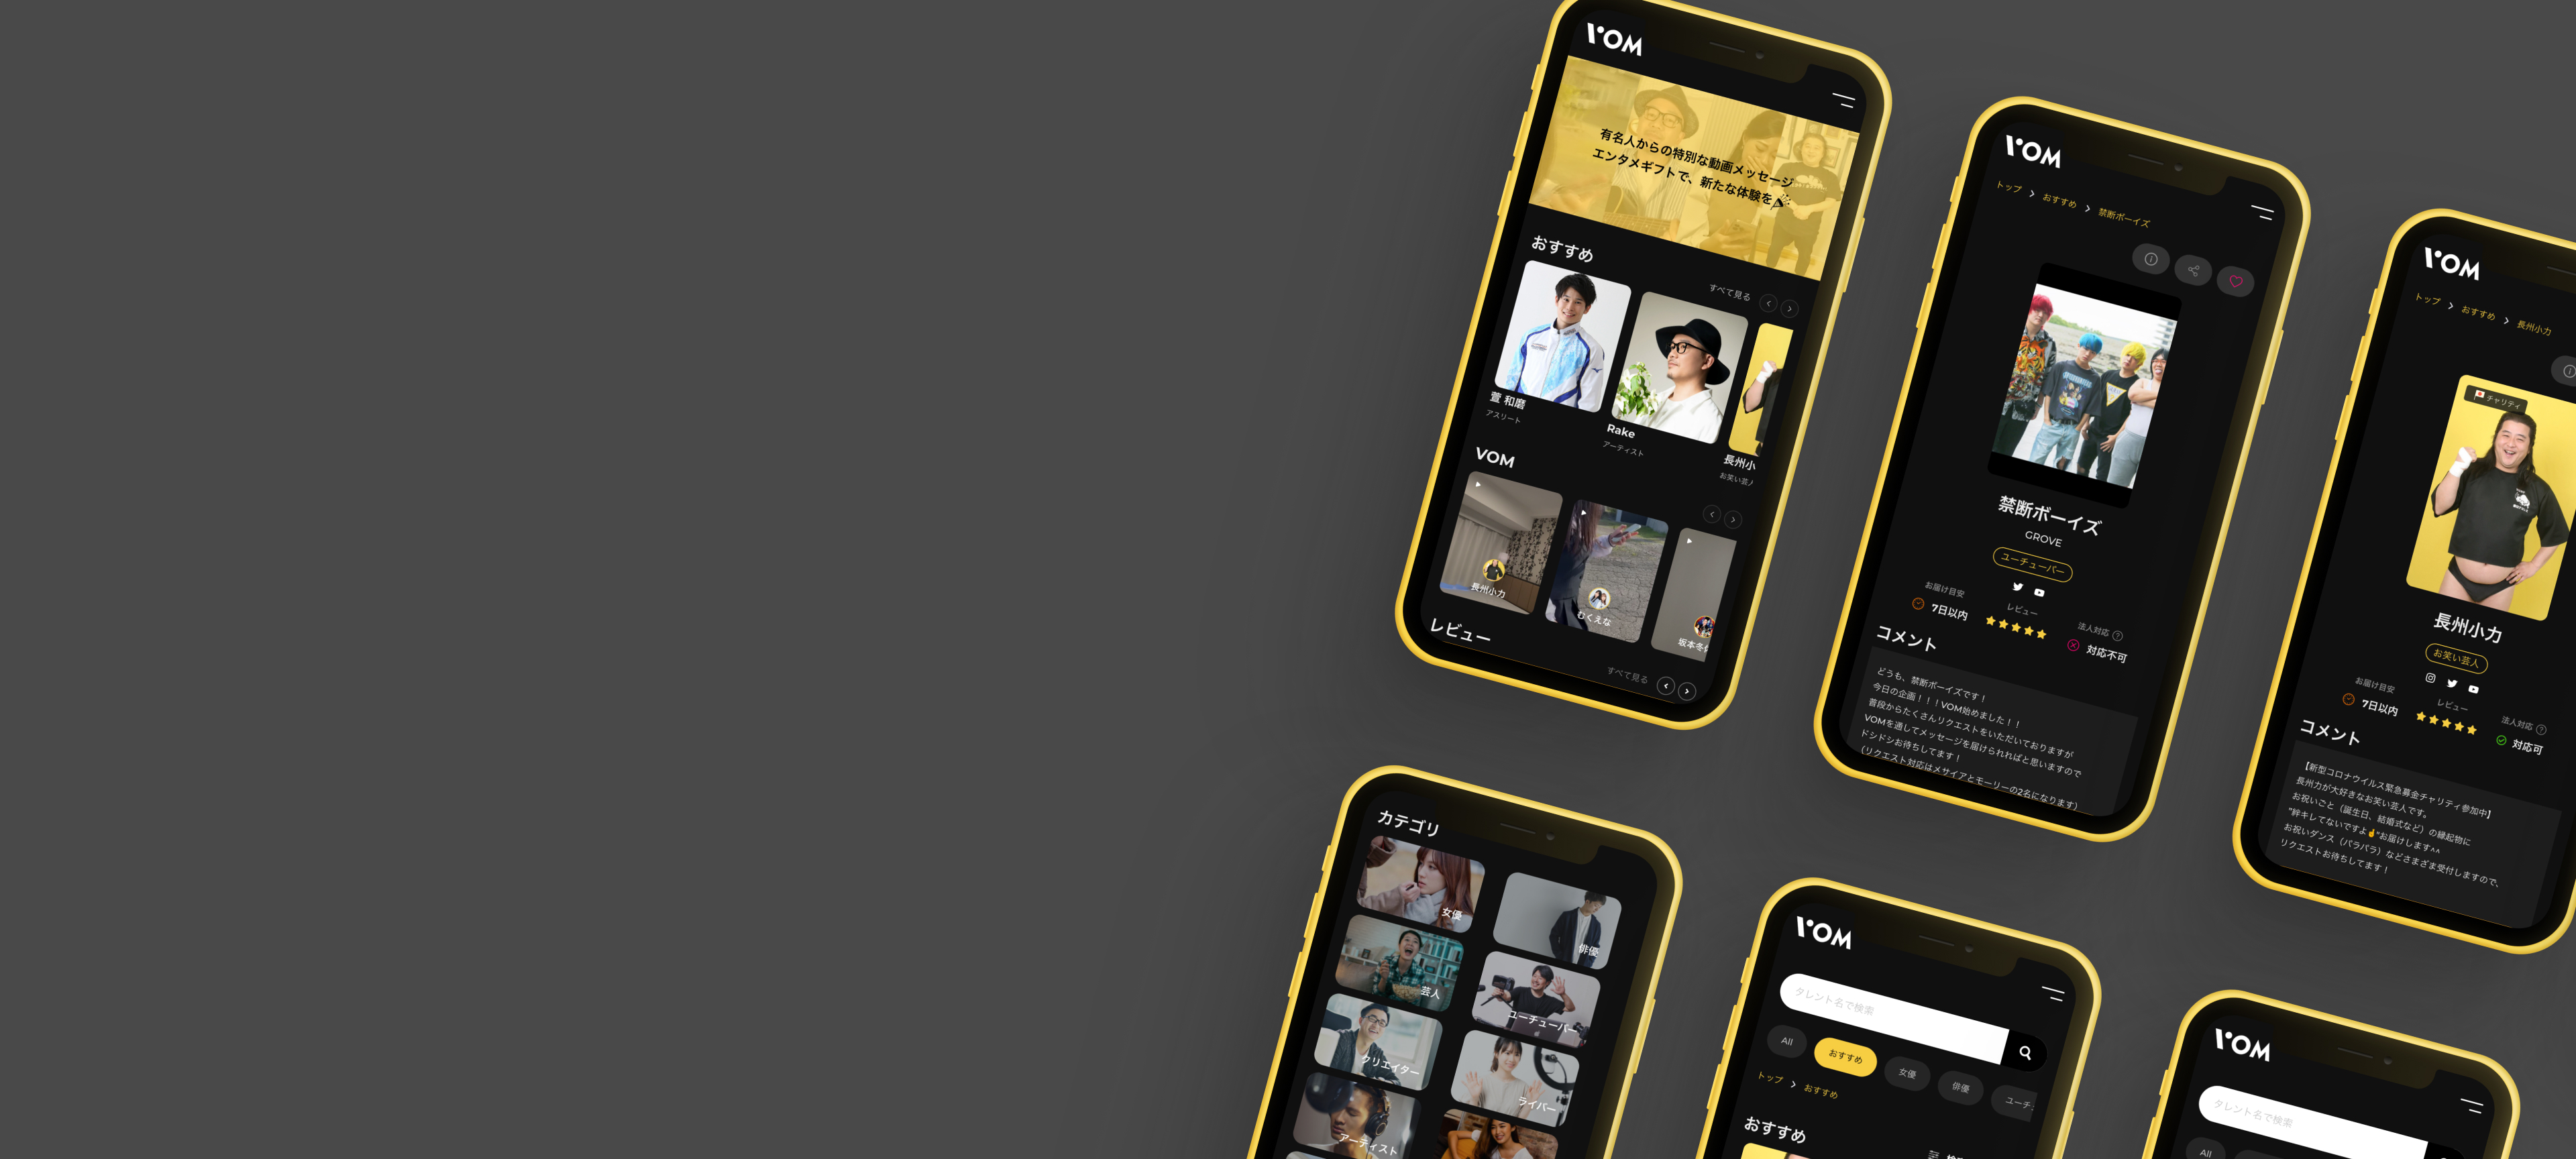 VOM
有名人からの特別な動画メッセージ
エンタメギフトで、新たな体験を
おすすめ
すべて見る
萱 和磨
アスリート
Rake
アーティスト
長州小
お笑い芸人
VOM
長州小力
むくえな
坂本冬休
レビュー
すべて見る
VOM
トップ > おすすめ > 禁断ボーイズ
禁断ボーイズ
GROVE
ユーチューバー
お届け目安
7日以内
レビュー
法人対応 ?
対応不可
コメント
どうも、禁断ボーイズです！
今日の企画！！！VOM始めました！！
普段からたくさんリクエストをいただいておりますが
VOMを通してメッセージを届けられればと思いますので
ドシドシお待ちしてます！
（リクエスト対応はメサイアとモーリーの2名になります）
VOM
トップ > おすすめ > 長州小力
チャリティ
長州小力
お笑い芸人
お届け目安
7日以内
レビュー
法人対応 ?
対応可
コメント
【新型コロナウイルス緊急募金チャリティ参加中】
長州力が大好きなお笑い芸人です。
お祝いごと（誕生日、結婚式など）の縁起物に
"絆キレてないですよ☝"お届けします^^
お祝いダンス（パラパラ）などさまざま受付しますので、
リクエストお待ちしてます！
カテゴリ
女優
俳優
芸人
ユーチューバー
クリエイター
ライバー
アーティスト
VOM
タレント名で検索
All
おすすめ
女優
俳優
ユーチ
トップ > おすすめ
おすすめ
VOM
タレント名で検索
All